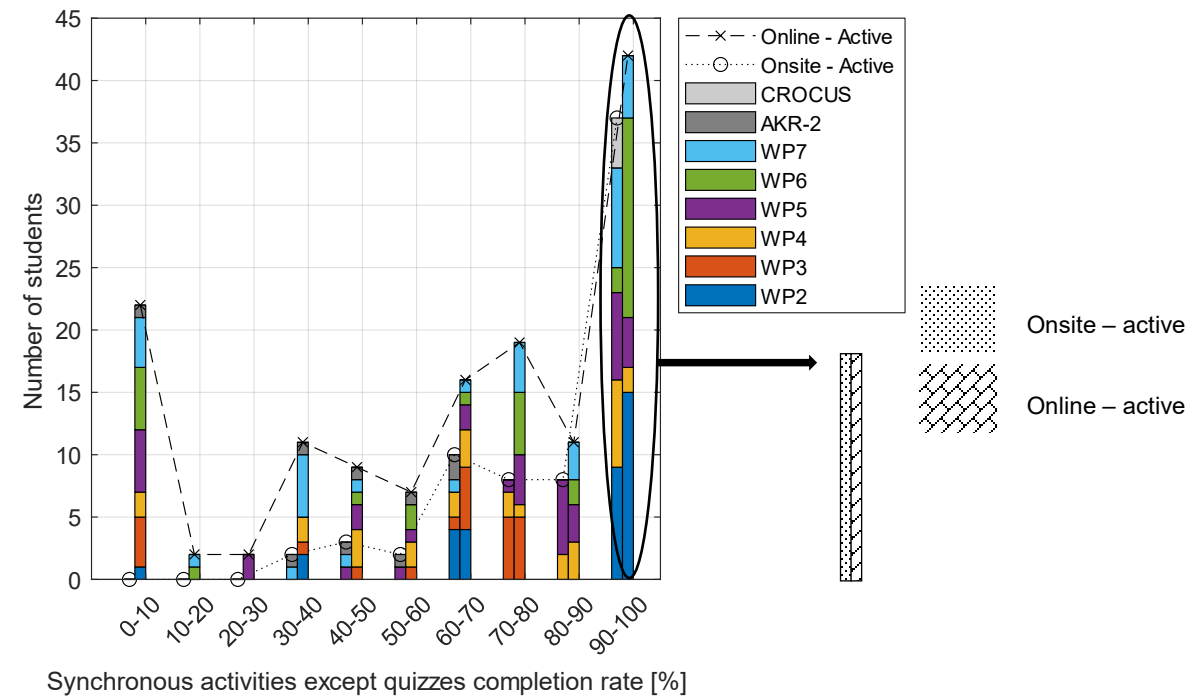 45
40
35
30
25
20
15
10
5
0
Number of students
0-10
10-20
20-30
30-40
40-50
50-60
60-70
70-80
80-90
90-100
Synchronous activities except quizzes completion rate [%]
Online - Active
Onsite - Active
CROCUS
AKR-2
WP7
WP6
WP5
WP4
WP3
WP2
Onsite – active
Online – active